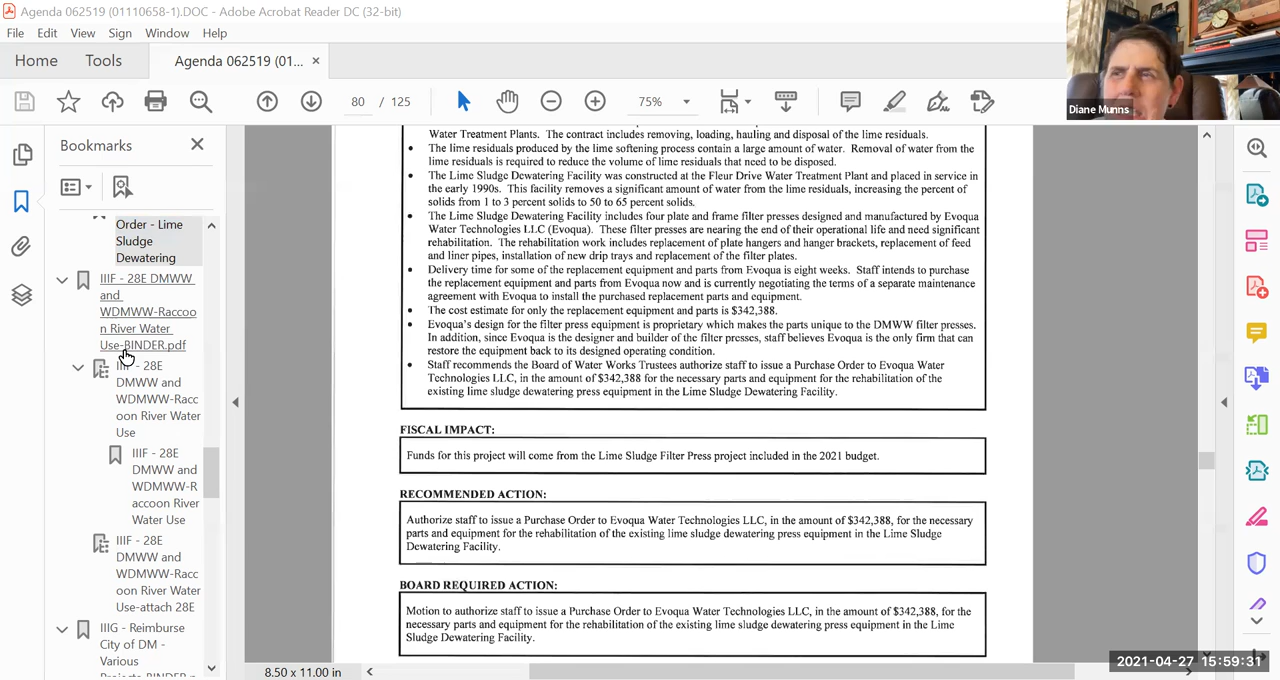 Agenda 062519 (01110658-1).DOC - Adobe Acrobat Reader DC (32-bit)
File Edit View Sign Window Help
Home Tools Agenda 062519 (01... ×
80 / 125 75%
Diane Munns
Bookmarks
Order - Lime
Sludge
Dewatering
IIIF - 28E DMWW
and
WDMWW-Raccoo
n River Water
Use-BINDER.pdf
IIIF - 28E
DMWW and
WDMWW-Racc
oon River Water
Use
IIIF - 28E
DMWW and
WDMWW-R
accoon River
Water Use
IIIF - 28E
DMWW and
WDMWW-Racc
oon River Water
Use-attach 28E
IIIG - Reimburse
City of DM -
Various
Projects-BINDER.p
Water Treatment Plants. The contract includes removing, loading, hauling and disposal of the lime residuals.
• The lime residuals produced by the lime softening process contain a large amount of water. Removal of water from the
lime residuals is required to reduce the volume of lime residuals that need to be disposed.
• The Lime Sludge Dewatering Facility was constructed at the Fleur Drive Water Treatment Plant and placed in service in
the early 1990s. This facility removes a significant amount of water from the lime residuals, increasing the percent of
solids from 1 to 3 percent solids to 50 to 65 percent solids.
• The Lime Sludge Dewatering Facility includes four plate and frame filter presses designed and manufactured by Evoqua
Water Technologies LLC (Evoqua). These filter presses are nearing the end of their operational life and need significant
rehabilitation. The rehabilitation work includes replacement of plate hangers and hanger brackets, replacement of feed
and liner pipes, installation of new drip trays and replacement of the filter plates.
• Delivery time for some of the replacement equipment and parts from Evoqua is eight weeks. Staff intends to purchase
the replacement equipment and parts from Evoqua now and is currently negotiating the terms of a separate maintenance
agreement with Evoqua to install the purchased replacement parts and equipment.
• The cost estimate for only the replacement equipment and parts is $342,388.
• Evoqua's design for the filter press equipment is proprietary which makes the parts unique to the DMWW filter presses.
In addition, since Evoqua is the designer and builder of the filter presses, staff believes Evoqua is the only firm that can
restore the equipment back to its designed operating condition.
• Staff recommends the Board of Water Works Trustees authorize staff to issue a Purchase Order to Evoqua Water
Technologies LLC, in the amount of $342,388 for the necessary parts and equipment for the rehabilitation of the
existing lime sludge dewatering press equipment in the Lime Sludge Dewatering Facility.
FISCAL IMPACT:
Funds for this project will come from the Lime Sludge Filter Press project included in the 2021 budget.
RECOMMENDED ACTION:
Authorize staff to issue a Purchase Order to Evoqua Water Technologies LLC, in the amount of $342,388, for the necessary
parts and equipment for the rehabilitation of the existing lime sludge dewatering press equipment in the Lime Sludge
Dewatering Facility.
BOARD REQUIRED ACTION:
Motion to authorize staff to issue a Purchase Order to Evoqua Water Technologies LLC, in the amount of $342,388, for the
necessary parts and equipment for the rehabilitation of the existing lime sludge dewatering press equipment in the Lime
Sludge Dewatering Facility.
8.50 x 11.00 in
2021-04-27 15:59:31